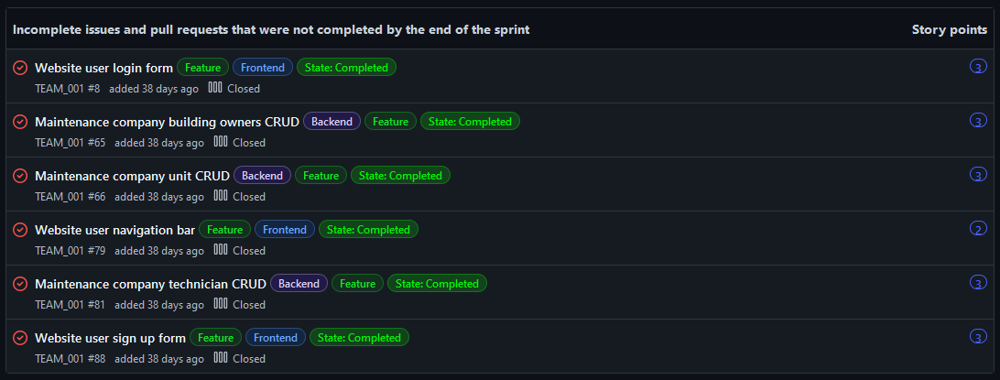 Incomplete issues and pull requests that were not completed by the end of the sprint Story points
Website user login form Feature Frontend State: Completed 3
TEAM_001 #8 added 38 days ago Closed
Maintenance company building owners CRUD Backend Feature State: Completed 3
TEAM_001 #65 added 38 days ago Closed
Maintenance company unit CRUD Backend Feature State: Completed 3
TEAM_001 #66 added 38 days ago Closed
Website user navigation bar Feature Frontend State: Completed 2
TEAM_001 #79 added 38 days ago Closed
Maintenance company technician CRUD Backend Feature State: Completed 3
TEAM_001 #81 added 38 days ago Closed
Website user sign up form Feature Frontend State: Completed 3
TEAM_001 #88 added 38 days ago Closed